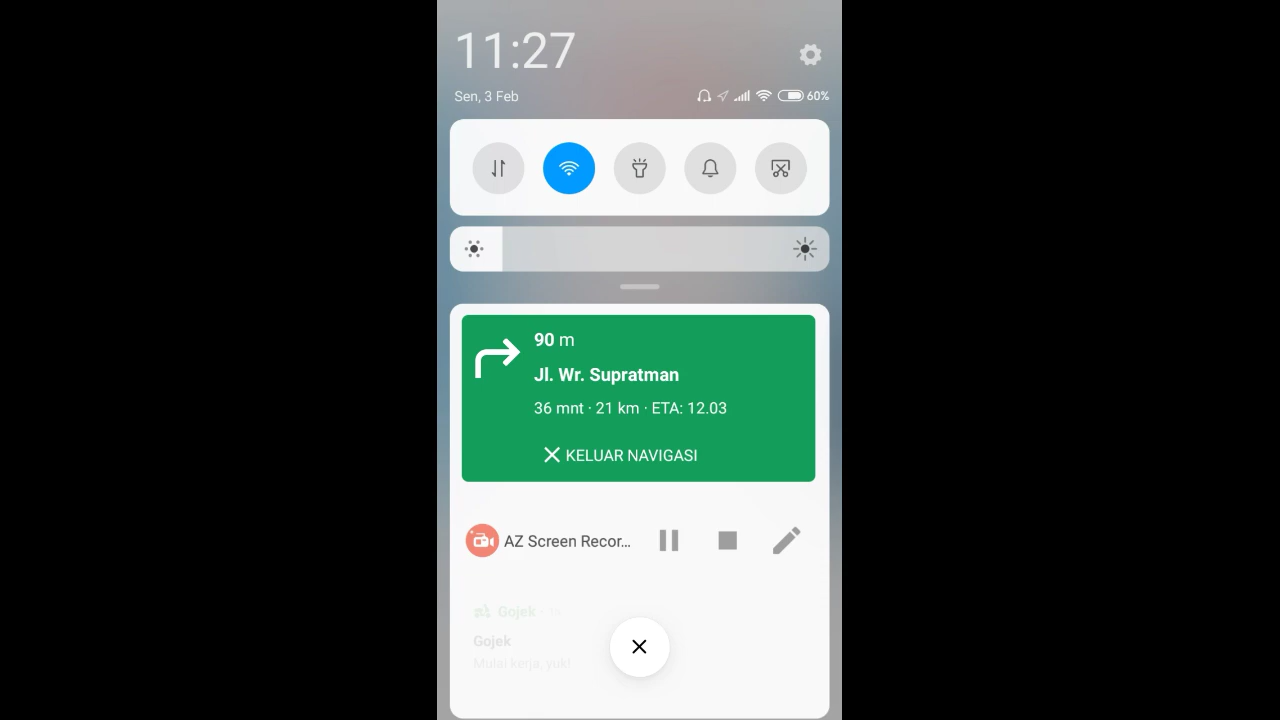 11:27
Sen, 3 Feb
60%
90 m
Jl. Wr. Supratman
36 mnt · 21 km · ETA: 12.03
KELUAR NAVIGASI
AZ Screen Recor...
Gojek
Gojek
Mulai kerja, yuk!